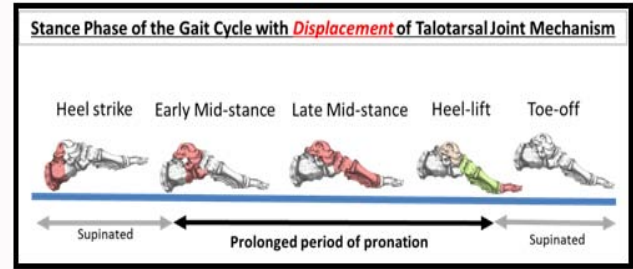 Stance Phase of the Gait Cycle with Displacement of Talotarsal Joint Mechanism
Heel strike Early Mid-stance Late Mid-stance Heel-lift Toe-off
Supinated Prolonged period of pronation Supinated